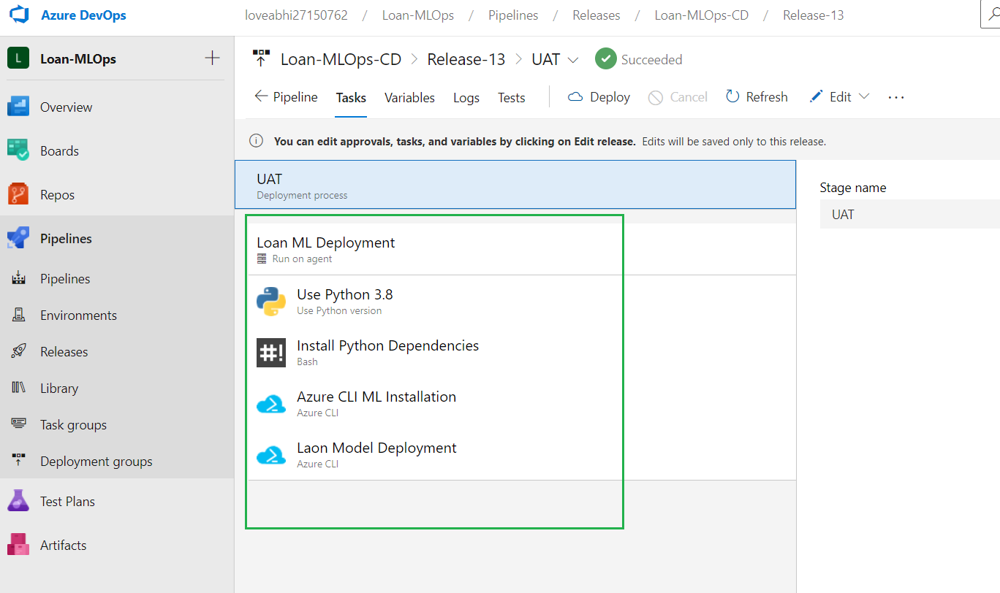 Azure DevOps
loveabhi27150762 / Loan-MLOps / Pipelines / Releases / Loan-MLOps-CD / Release-13
L Loan-MLOps
Overview
Boards
Repos
Pipelines
Pipelines
Environments
Releases
Library
Task groups
Deployment groups
Test Plans
Artifacts
Loan-MLOps-CD > Release-13 > UAT Succeeded
Pipeline Tasks Variables Logs Tests Deploy Cancel Refresh Edit ...
You can edit approvals, tasks, and variables by clicking on Edit release. Edits will be saved only to this release.
UAT
Deployment process
Loan ML Deployment
Run on agent
Use Python 3.8
Use Python version
#!
Install Python Dependencies
Bash
Azure CLI ML Installation
Azure CLI
Laon Model Deployment
Azure CLI
Stage name
UAT